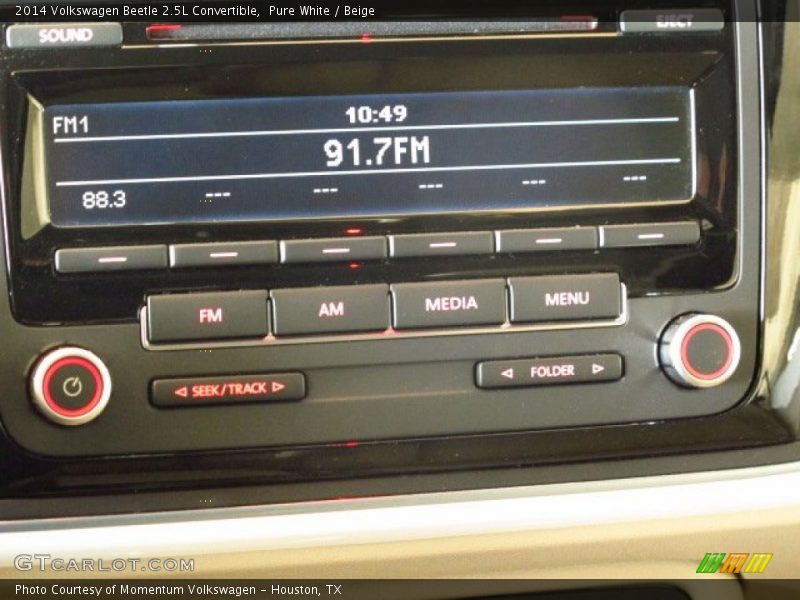 2014 Volkswagen Beetle 2.5L Convertible, Pure White / Beige
SOUND EJECT
FM1 10:49
91.7FM
88.3 --- --- --- --- ---
FM AM MEDIA MENU
◁ SEEK/TRACK ▷ ◁ FOLDER ▷
GTCARLOT.COM
Photo Courtesy of Momentum Volkswagen - Houston, TX